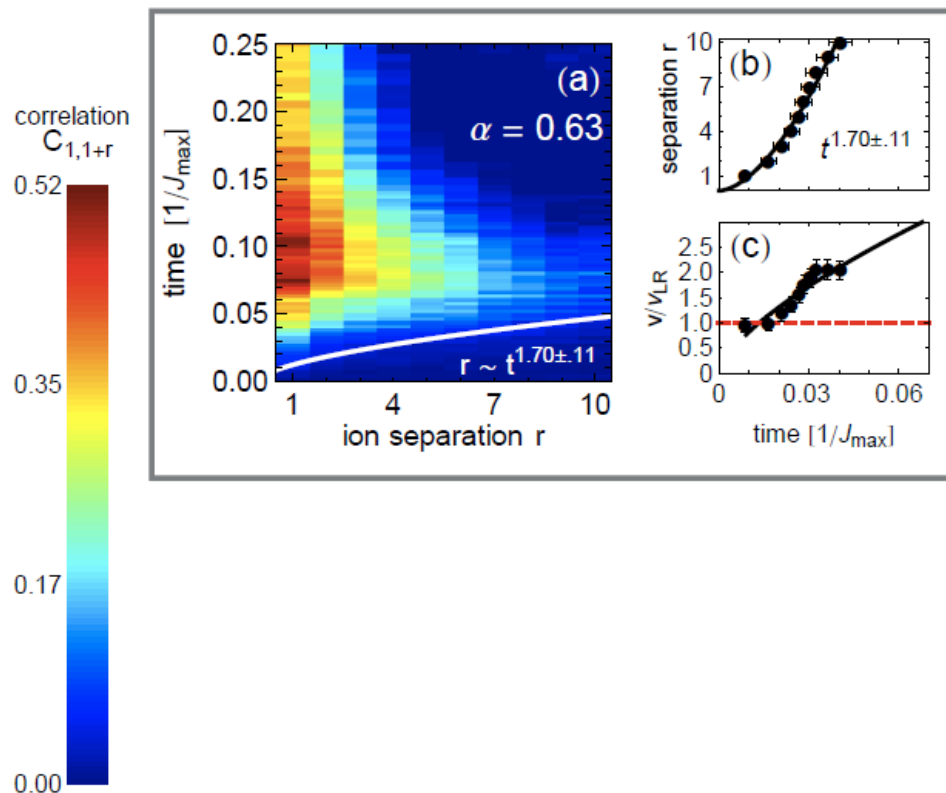 correlation
C1,1+r
0.52
0.35
0.17
0.00
time [1/Jmax]
0.25
0.20
0.15
0.10
0.05
0.00
(a)
α = 0.63
r ~ t^1.70±.11
1 4 7 10
ion separation r
separation r
10
7
4
1
(b)
t^1.70±.11
v/vLR
2.5
2.0
1.5
1.0
0.5
0
(c)
0 0.03 0.06
time [1/Jmax]